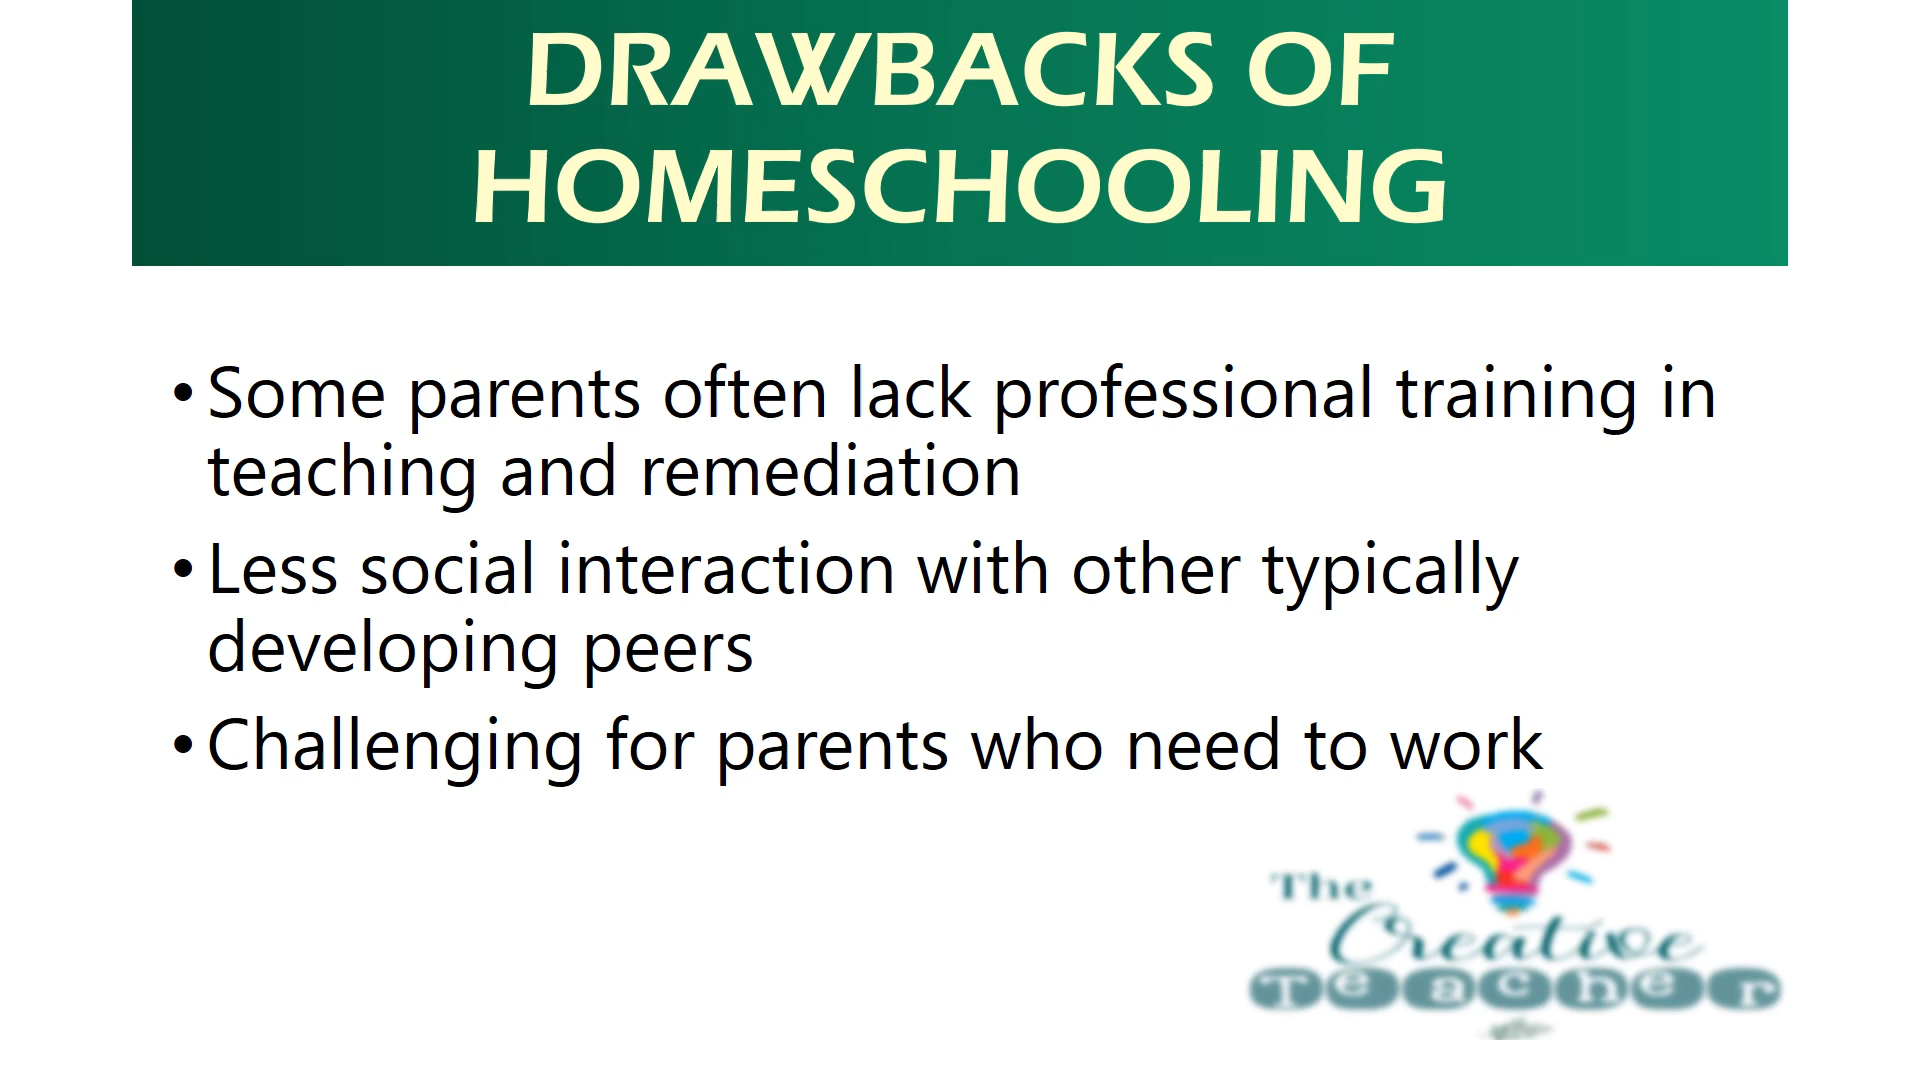 DRAWBACKS OF
HOMESCHOOLING
• Some parents often lack professional training in
teaching and remediation
• Less social interaction with other typically
developing peers
• Challenging for parents who need to work
The
Creative
Teacher